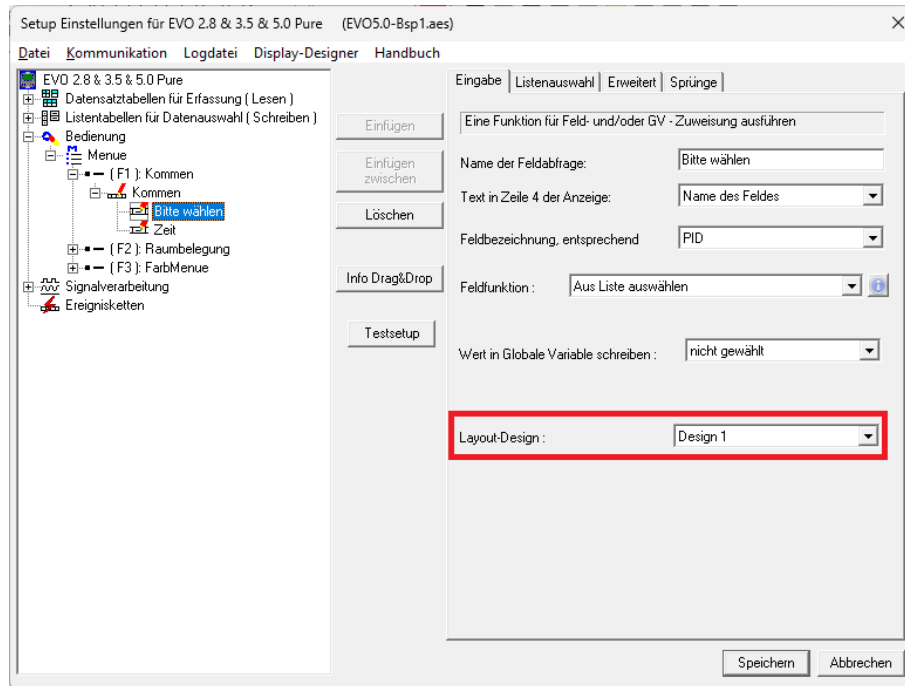 Setup Einstellungen für EVO 2.8 & 3.5 & 5.0 Pure (EVO5.0-Bsp1.aes)
Datei Kommunikation Logdatei Display-Designer Handbuch
EVO 2.8 & 3.5 & 5.0 Pure
Datensatztabellen für Erfassung ( Lesen )
Listentabellen für Datenauswahl ( Schreiben )
Bedienung
Menue
( F1 ): Kommen
Kommen
Bitte wählen
Zeit
( F2 ): Raumbelegung
( F3 ): FarbMenue
Signalverarbeitung
Ereignisketten
Einfügen
Einfügen
zwischen
Löschen
Info Drag&Drop
Testsetup
Eingabe Listenauswahl Erweitert Sprünge
Eine Funktion für Feld- und/oder GV - Zuweisung ausführen
Name der Feldabfrage: Bitte wählen
Text in Zeile 4 der Anzeige: Name des Feldes
Feldbezeichnung, entsprechend PID
Feldfunktion : Aus Liste auswählen
Wert in Globale Variable schreiben : nicht gewählt
Layout-Design : Design 1
Speichern Abbrechen